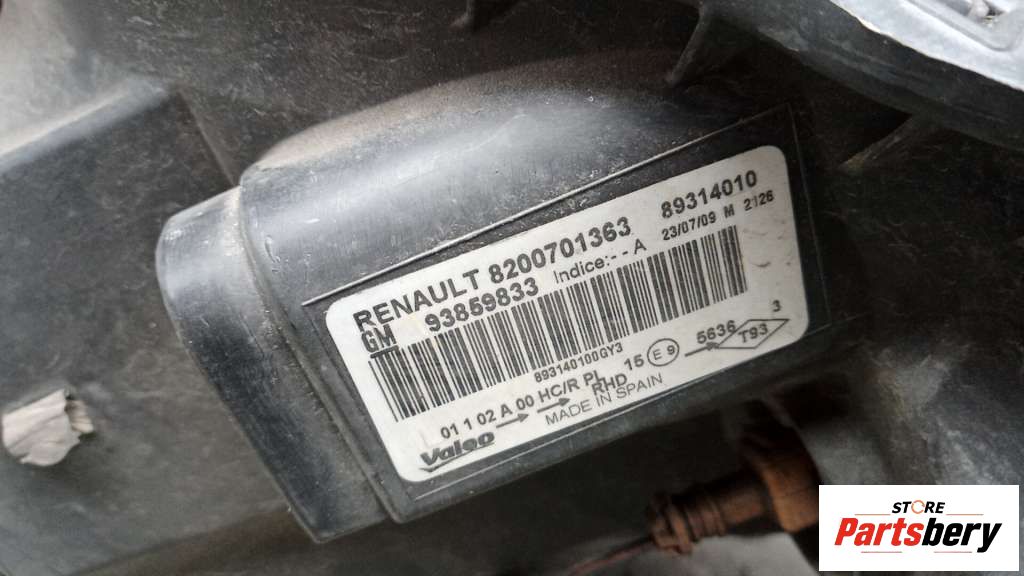 RENAULT 8200701363 89314010
GM 93859833 Indice:- - A 23/07/09 M 2126
893140100GY3
01 1 02 A 00 HC/R PL 15 E 9 5636 3
RHD T93
Valeo MADE IN SPAIN
STORE
Partsbery